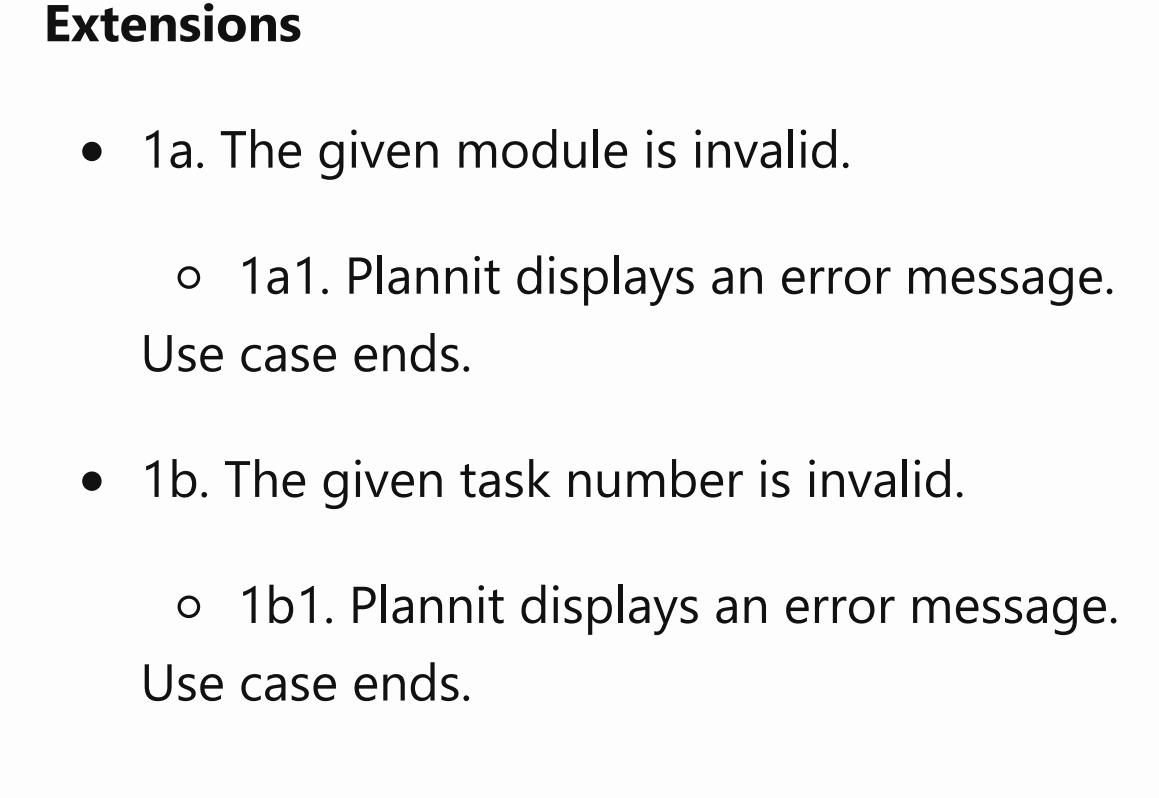 Extensions
• 1a. The given module is invalid.
○ 1a1. Plannit displays an error message.
Use case ends.
• 1b. The given task number is invalid.
○ 1b1. Plannit displays an error message.
Use case ends.